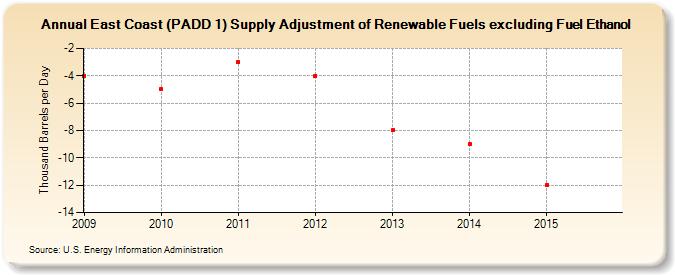 Annual East Coast (PADD 1) Supply Adjustment of Renewable Fuels excluding Fuel Ethanol
Thousand Barrels per Day
-2
-4
-6
-8
-10
-12
-14
2009 2010 2011 2012 2013 2014 2015
Source: U.S. Energy Information Administration